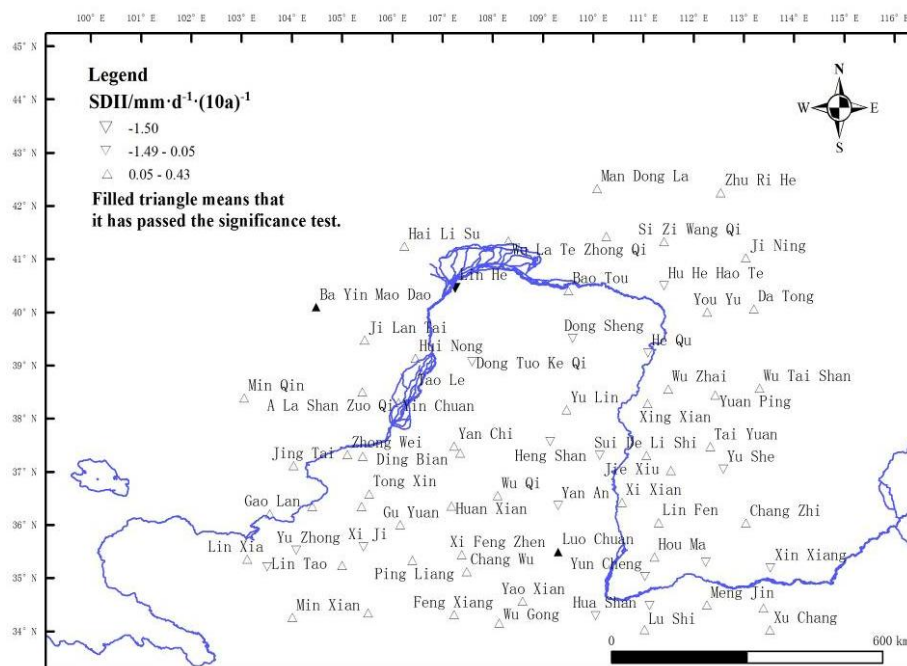 100° E 101° E 102° E 103° E 104° E 105° E 106° E 107° E 108° E 109° E 110° E 111° E 112° E 113° E 114° E 115° E 116° E
45° N
44° N
43° N
42° N
41° N
40° N
39° N
38° N
37° N
36° N
35° N
34° N
Legend
SDII/mm·d⁻¹·(10a)⁻¹
-1.50
-1.49 - 0.05
0.05 - 0.43
Filled triangle means that
it has passed the significance test.
N
W E
S
Man Dong La
Zhu Ri He
Hai Li Su
Wu La Te Zhong Qi
Si Zi Wang Qi
Ji Ning
Lin He
Bao Tou
Hu He Hao Te
Ba Yin Mao Dao
You Yu
Da Tong
Ji Lan Tai
Hui Nong
Dong Sheng
He Qu
Dong Tuo Ke Qi
Min Qin
Tao Le
Wu Zhai
Wu Tai Shan
A La Shan Zuo Qi
Yin Chuan
Yu Lin
Xing Xian
Yuan Ping
Jing Tai
Zhong Wei
Yan Chi
Ding Bian
Heng Shan
Sui De
Li Shi
Tai Yuan
Jie Xiu
Yu She
Gao Lan
Tong Xin
Wu Qi
Yan An
Xi Xian
Gu Yuan
Huan Xian
Lin Fen
Chang Zhi
Lin Xia
Yu Zhong
Xi Ji
Xi Feng Zhen
Luo Chuan
Hou Ma
Lin Tao
Ping Liang
Chang Wu
Yun Cheng
Xin Xiang
Min Xian
Feng Xiang
Yao Xian
Wu Gong
Hua Shan
Meng Jin
Lu Shi
Xu Chang
0 600 km